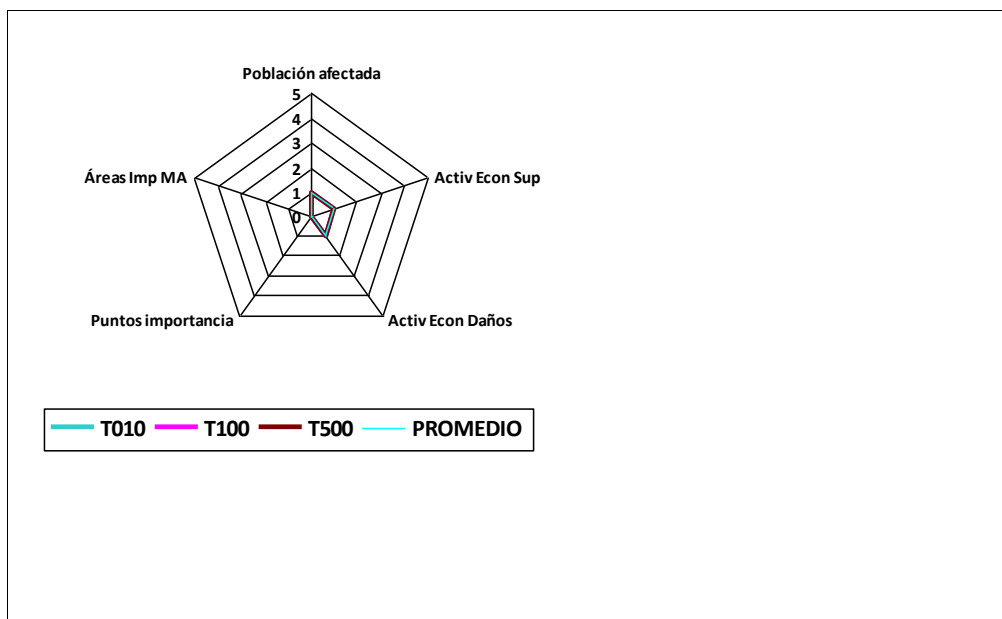 Población afectada
5
4
3
2
1
0
Áreas Imp MA
Activ Econ Sup
Puntos importancia
Activ Econ Daños
T010 T100 T500 PROMEDIO